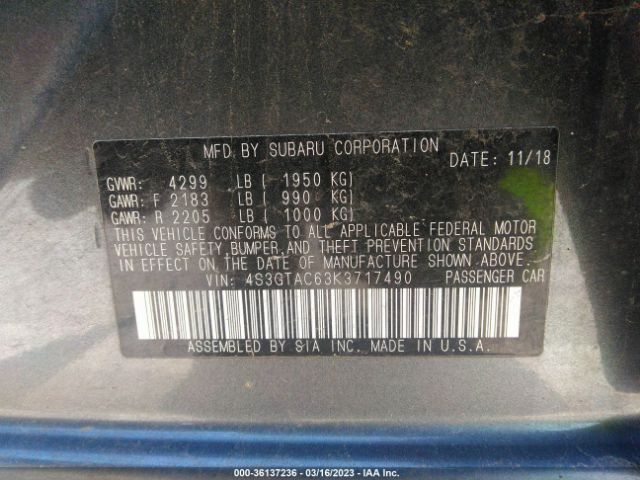 MFD BY SUBARU CORPORATION
DATE: 11/18
GVWR: 4299 LB ( 1950 KG)
GAWR: F 2183 LB ( 990 KG)
GAWR: R 2205 LB ( 1000 KG)
THIS VEHICLE CONFORMS TO ALL APPLICABLE FEDERAL MOTOR
VEHICLE SAFETY, BUMPER, AND THEFT PREVENTION STANDARDS
IN EFFECT ON THE DATE OF MANUFACTURE SHOWN ABOVE.
VIN: 4S3GTAC63K3717490 PASSENGER CAR
ASSEMBLED BY SIA INC. MADE IN U.S.A.
000-36137236 - 03/16/2023 - IAA Inc.